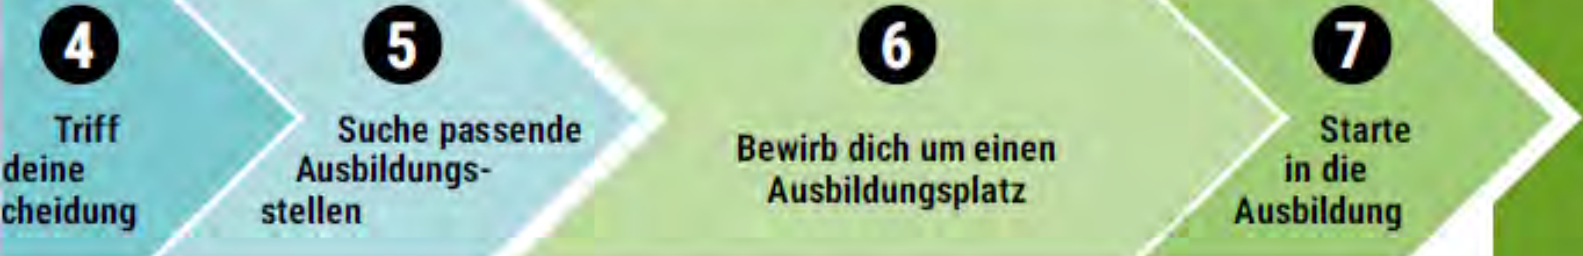 4
Triff
deine
cheidung
5
Suche passende
Ausbildungs-
stellen
6
Bewirb dich um einen
Ausbildungsplatz
7
Starte
in die
Ausbildung